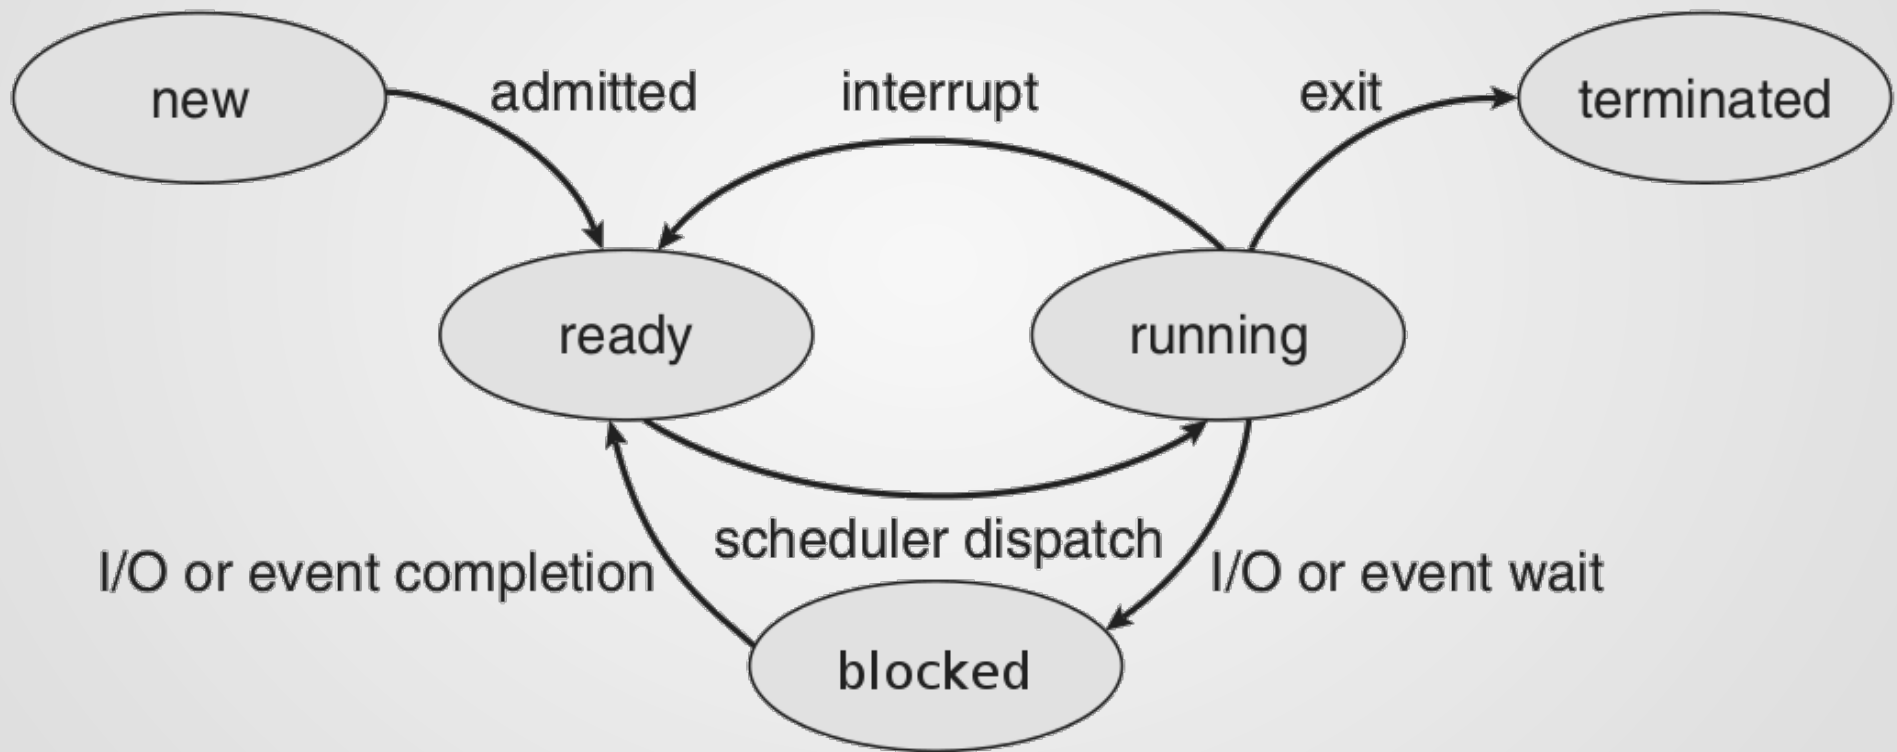 new
admitted
interrupt
exit
terminated
ready
running
scheduler dispatch
I/O or event completion
I/O or event wait
blocked